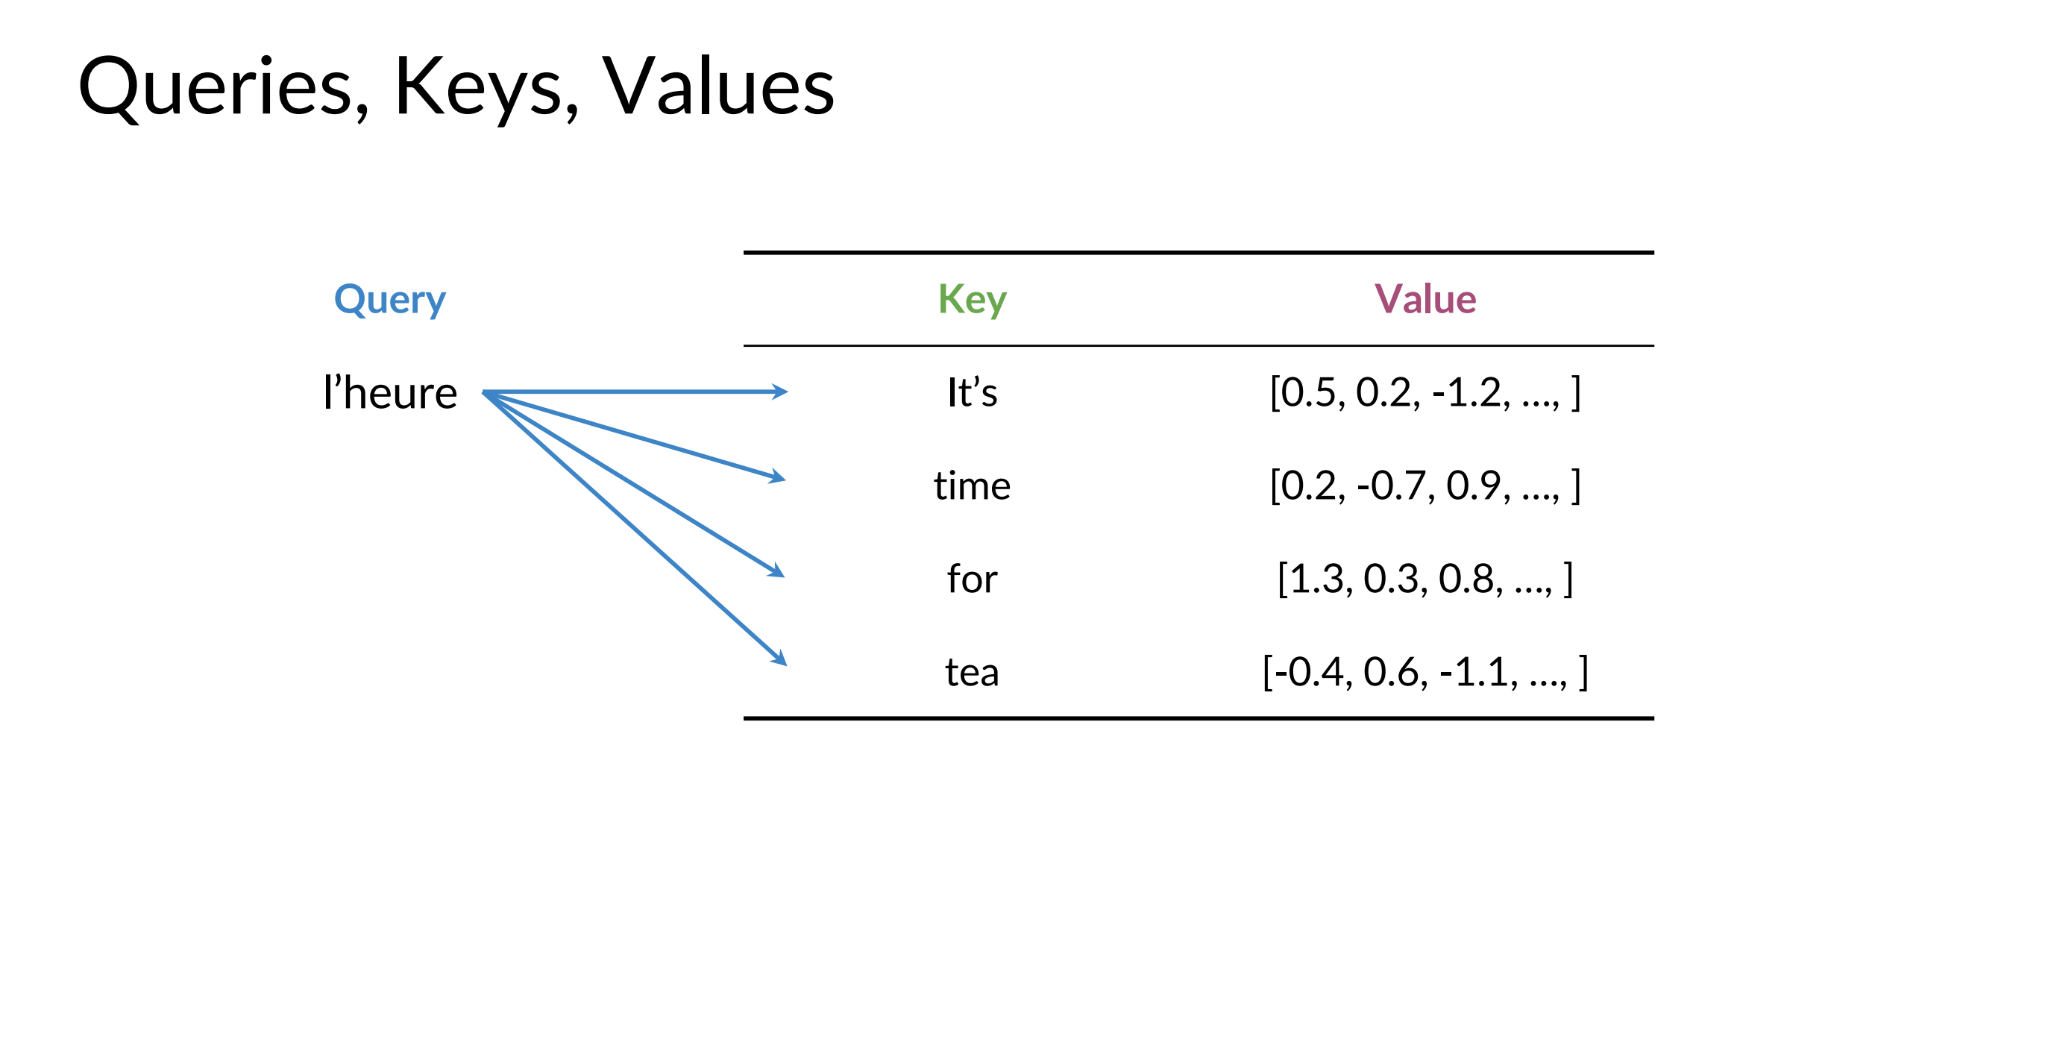 Queries, Keys, Values
Query Key Value
l’heure It’s [0.5, 0.2, -1.2, ..., ]
time [0.2, -0.7, 0.9, ..., ]
for [1.3, 0.3, 0.8, ..., ]
tea [-0.4, 0.6, -1.1, ..., ]